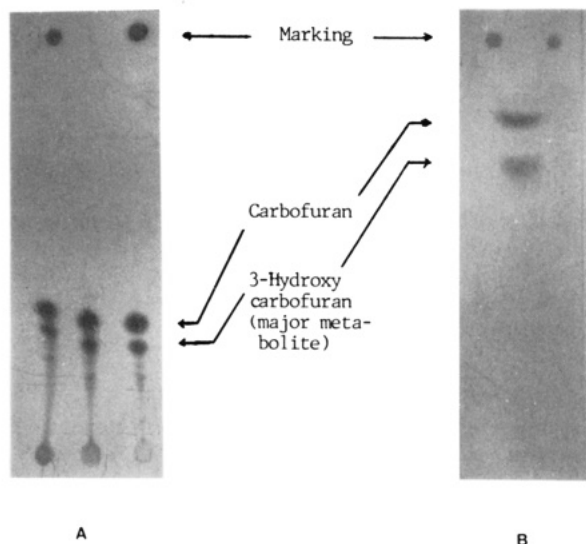 Marking
Carbofuran
3-Hydroxy
carbofuran
(major meta-
bolite)
A
B